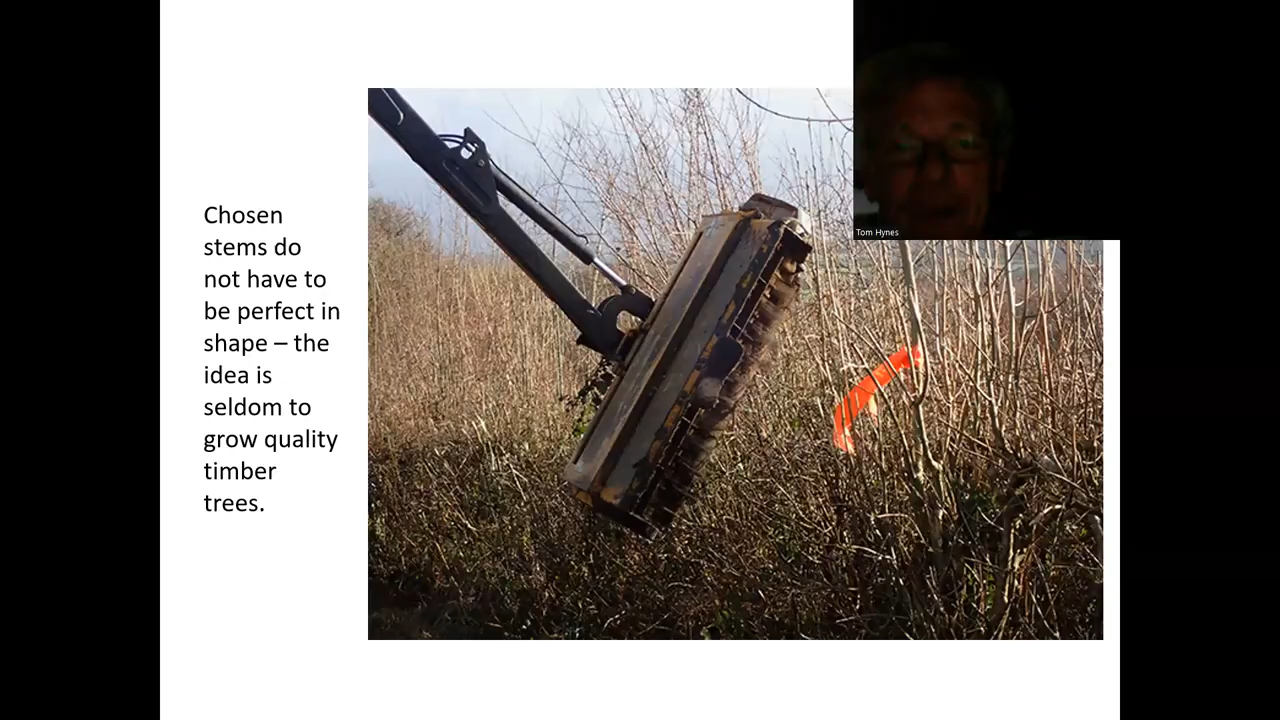 Chosen
stems do
not have to
be perfect in
shape – the
idea is
seldom to
grow quality
timber
trees.
Tom Hynes